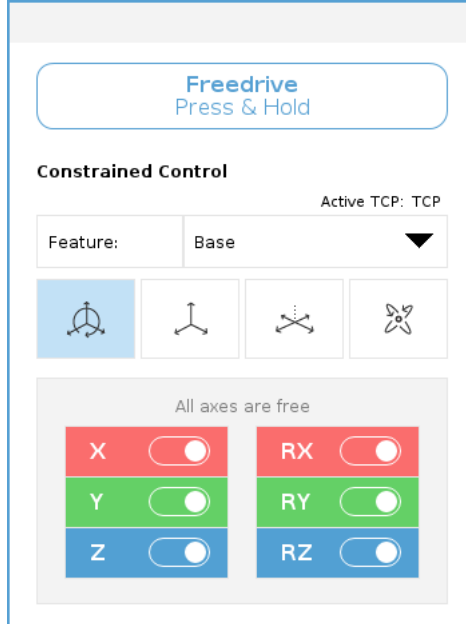 Freedrive
Press & Hold
Constrained Control
Active TCP: TCP
Feature: Base
All axes are free
X RX
Y RY
Z RZ